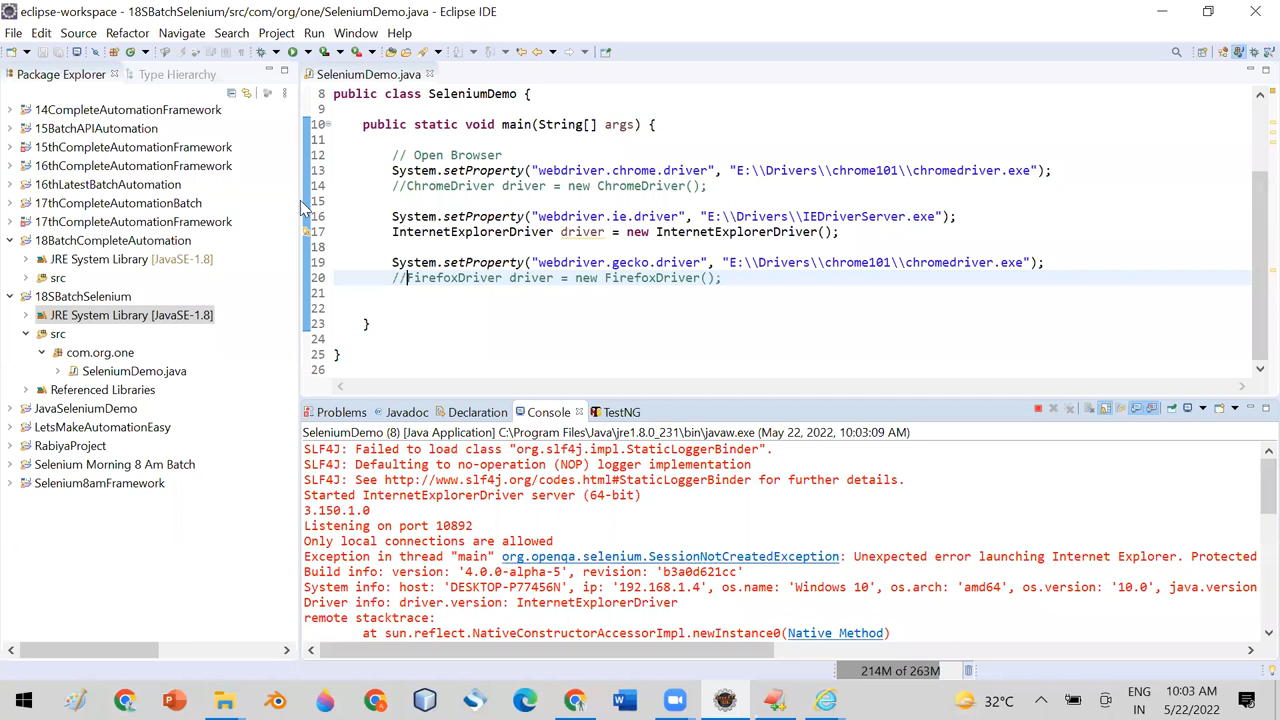 eclipse-workspace - 18SBatchSelenium/src/com/org/one/SeleniumDemo.java - Eclipse IDE
File Edit Source Refactor Navigate Search Project Run Window Help
Package Explorer Type Hierarchy
14CompleteAutomationFramework
15BatchAPIAutomation
15thCompleteAutomationFramework
16thCompleteAutomationFramework
16thLatestBatchAutomation
17thCompleteAutomationBatch
17thCompleteAutomationFramework
18BatchCompleteAutomation
JRE System Library [JavaSE-1.8]
src
18SBatchSelenium
JRE System Library [JavaSE-1.8]
src
com.org.one
SeleniumDemo.java
Referenced Libraries
JavaSeleniumDemo
LetsMakeAutomationEasy
RabiyaProject
Selenium Morning 8 Am Batch
Selenium8amFramework
SeleniumDemo.java
8 public class SeleniumDemo {
9
10 public static void main(String[] args) {
11
12 // Open Browser
13 System.setProperty("webdriver.chrome.driver", "E:\\Drivers\\chrome101\\chromedriver.exe");
14 //ChromeDriver driver = new ChromeDriver();
15
16 System.setProperty("webdriver.ie.driver", "E:\\Drivers\\IEDriverServer.exe");
17 InternetExplorerDriver driver = new InternetExplorerDriver();
18
19 System.setProperty("webdriver.gecko.driver", "E:\\Drivers\\chrome101\\chromedriver.exe");
20 //FirefoxDriver driver = new FirefoxDriver();
21
22
23 }
24
25 }
26
Problems Javadoc Declaration Console TestNG
SeleniumDemo (8) [Java Application] C:\Program Files\Java\jre1.8.0_231\bin\javaw.exe (May 22, 2022, 10:03:09 AM)
SLF4J: Failed to load class "org.slf4j.impl.StaticLoggerBinder".
SLF4J: Defaulting to no-operation (NOP) logger implementation
SLF4J: See http://www.slf4j.org/codes.html#StaticLoggerBinder for further details.
Started InternetExplorerDriver server (64-bit)
3.150.1.0
Listening on port 10892
Only local connections are allowed
Exception in thread "main" org.openqa.selenium.SessionNotCreatedException: Unexpected error launching Internet Explorer. Protected
Build info: version: '4.0.0-alpha-5', revision: 'b3a0d621cc'
System info: host: 'DESKTOP-P77456N', ip: '192.168.1.4', os.name: 'Windows 10', os.arch: 'amd64', os.version: '10.0', java.version
Driver info: driver.version: InternetExplorerDriver
remote stacktrace:
at sun.reflect.NativeConstructorAccessorImpl.newInstance0(Native Method)
214M of 263M
32°C
ENG
IN
10:03 AM
5/22/2022